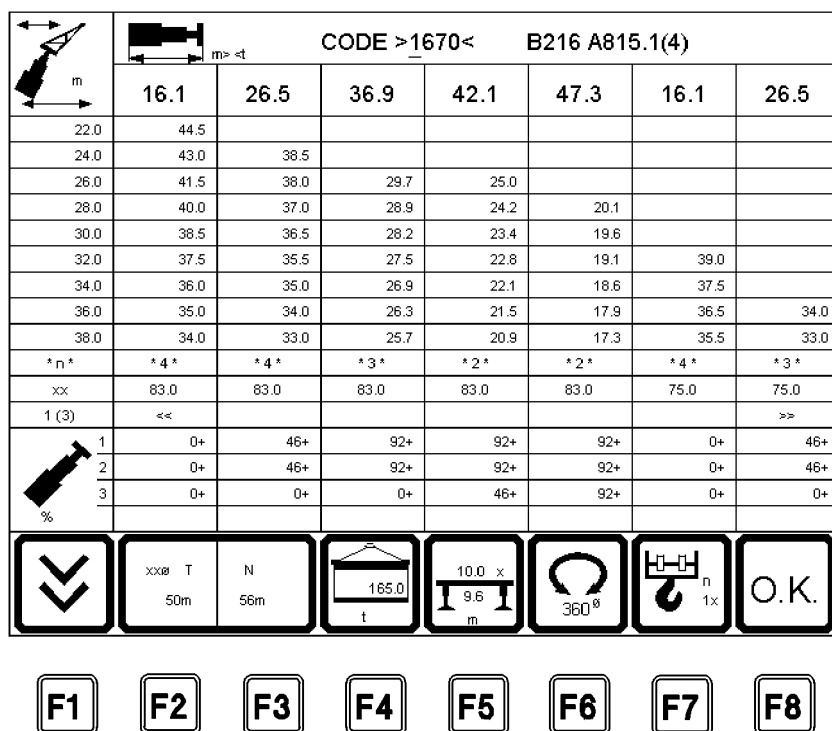 m> <t CODE >1670< B216 A815.1(4)
m 16.1 26.5 36.9 42.1 47.3 16.1 26.5
22.0 44.5
24.0 43.0 38.5
26.0 41.5 38.0 29.7 25.0
28.0 40.0 37.0 28.9 24.2 20.1
30.0 38.5 36.5 28.2 23.4 19.6
32.0 37.5 35.5 27.5 22.8 19.1 39.0
34.0 36.0 35.0 26.9 22.1 18.6 37.5
36.0 35.0 34.0 26.3 21.5 17.9 36.5 34.0
38.0 34.0 33.0 25.7 20.9 17.3 35.5 33.0
* n * * 4 * * 4 * * 3 * * 2 * * 2 * * 4 * * 3 *
xx 83.0 83.0 83.0 83.0 83.0 75.0 75.0
1 (3) << >>
1 0+ 46+ 92+ 92+ 92+ 0+ 46+
2 0+ 46+ 92+ 92+ 92+ 0+ 46+
3 0+ 0+ 0+ 46+ 92+ 0+ 0+
%
xxø T N 165.0 10.0 x n O.K.
50m 56m t 9.6 360° 1x
m
F1 F2 F3 F4 F5 F6 F7 F8